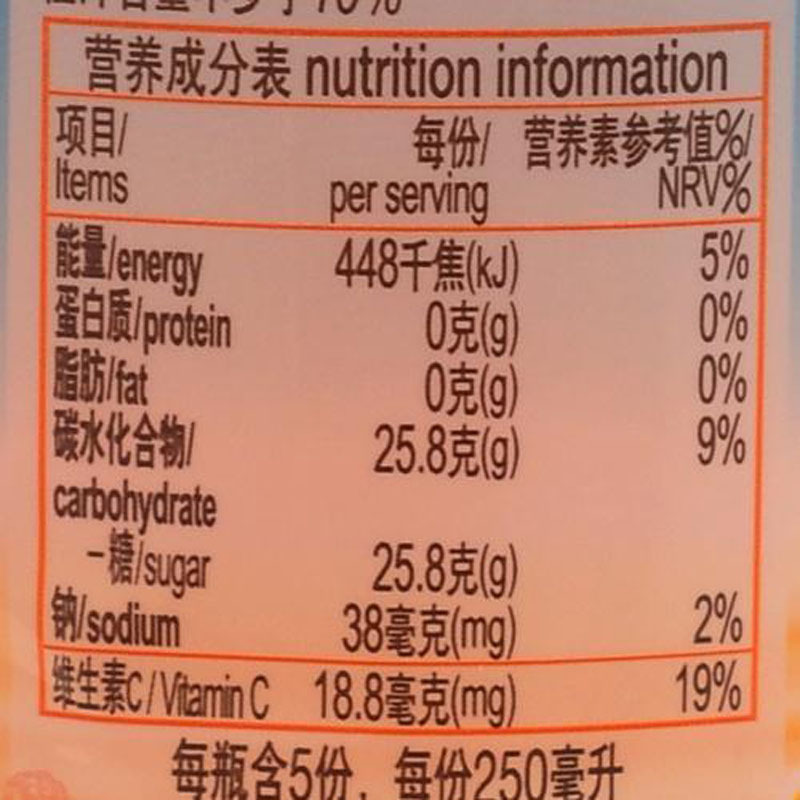 营养成分表 nutrition information
项目/ 每份/ 营养素参考值%/
Items per serving NRV%
能量/energy 448千焦(kJ) 5%
蛋白质/protein 0克(g) 0%
脂肪/fat 0克(g) 0%
碳水化合物/ 25.8克(g) 9%
carbohydrate
-糖/sugar 25.8克(g)
钠/sodium 38毫克(mg) 2%
维生素C/Vitamin C 18.8毫克(mg) 19%
每瓶含5份，每份250毫升